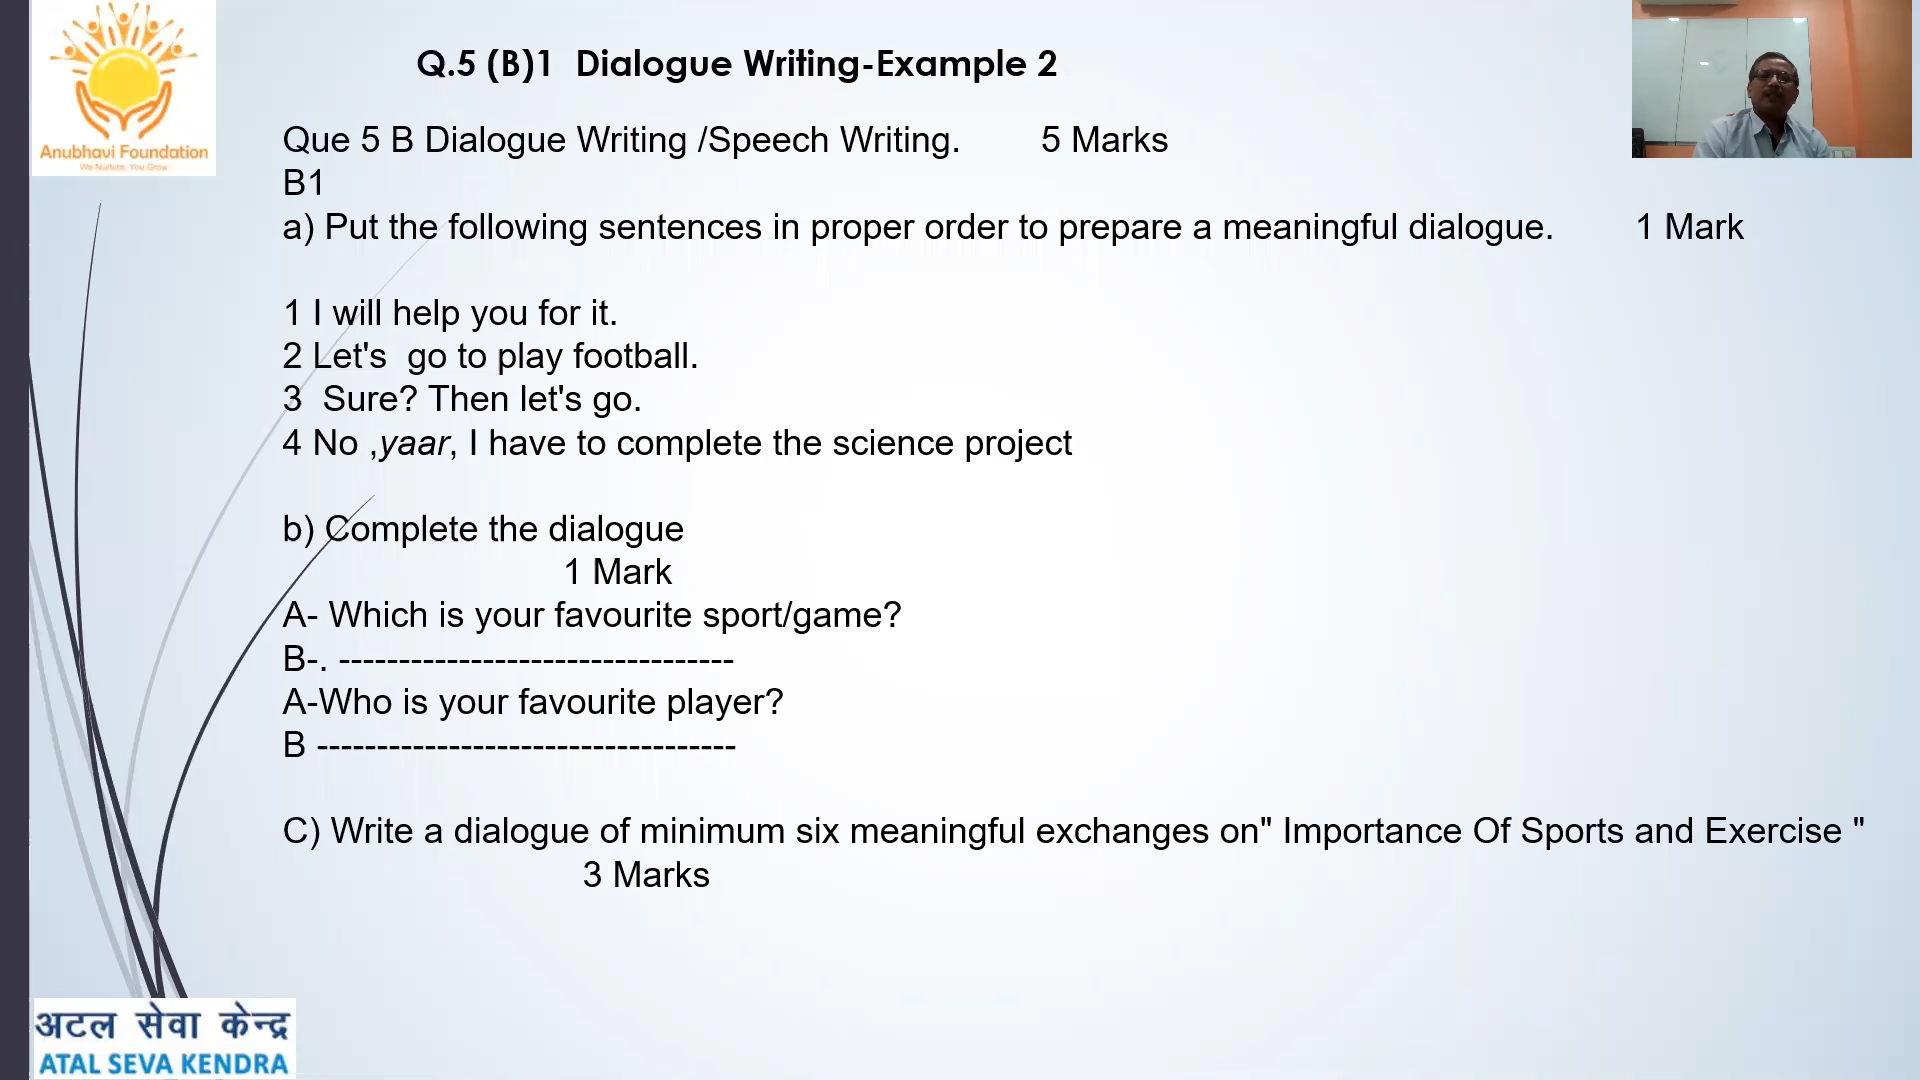 Q.5 (B)1 Dialogue Writing-Example 2
Anubhavi Foundation
We Nurture, You Grow
Que 5 B Dialogue Writing /Speech Writing. 5 Marks
B1
a) Put the following sentences in proper order to prepare a meaningful dialogue. 1 Mark
1 I will help you for it.
2 Let's go to play football.
3 Sure? Then let's go.
4 No ,yaar, I have to complete the science project
b) Complete the dialogue
1 Mark
A- Which is your favourite sport/game?
B-. ---------------------------------
A-Who is your favourite player?
B -----------------------------------
C) Write a dialogue of minimum six meaningful exchanges on" Importance Of Sports and Exercise "
3 Marks
अटल सेवा केन्द्र
ATAL SEVA KENDRA